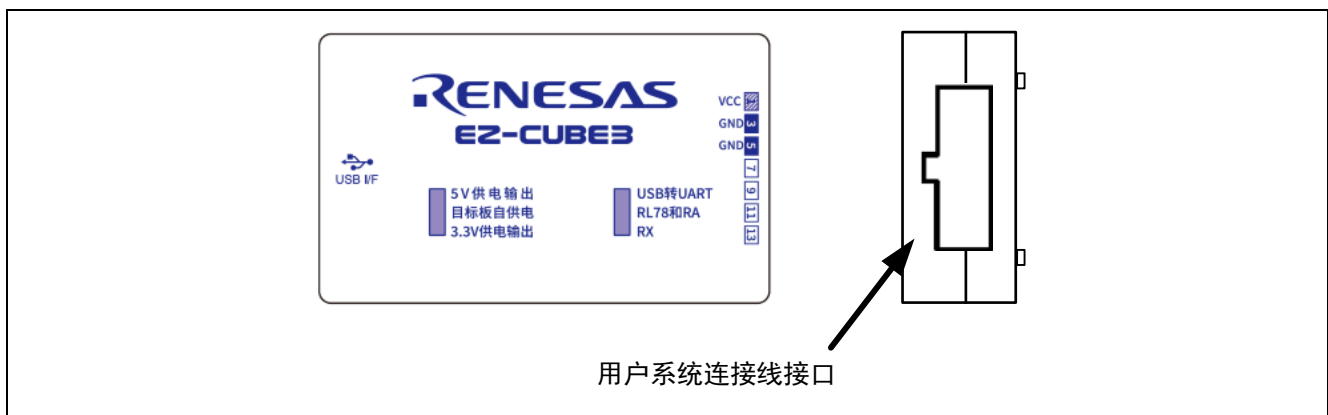 RENESAS
EZ-CUBE3
USB I/F
5V供电输出
目标板自供电
3.3V供电输出
USB转UART
RL78和RA
RX
VCC 1
GND 3
GND 5
7
9
11
13
用户系统连接线接口